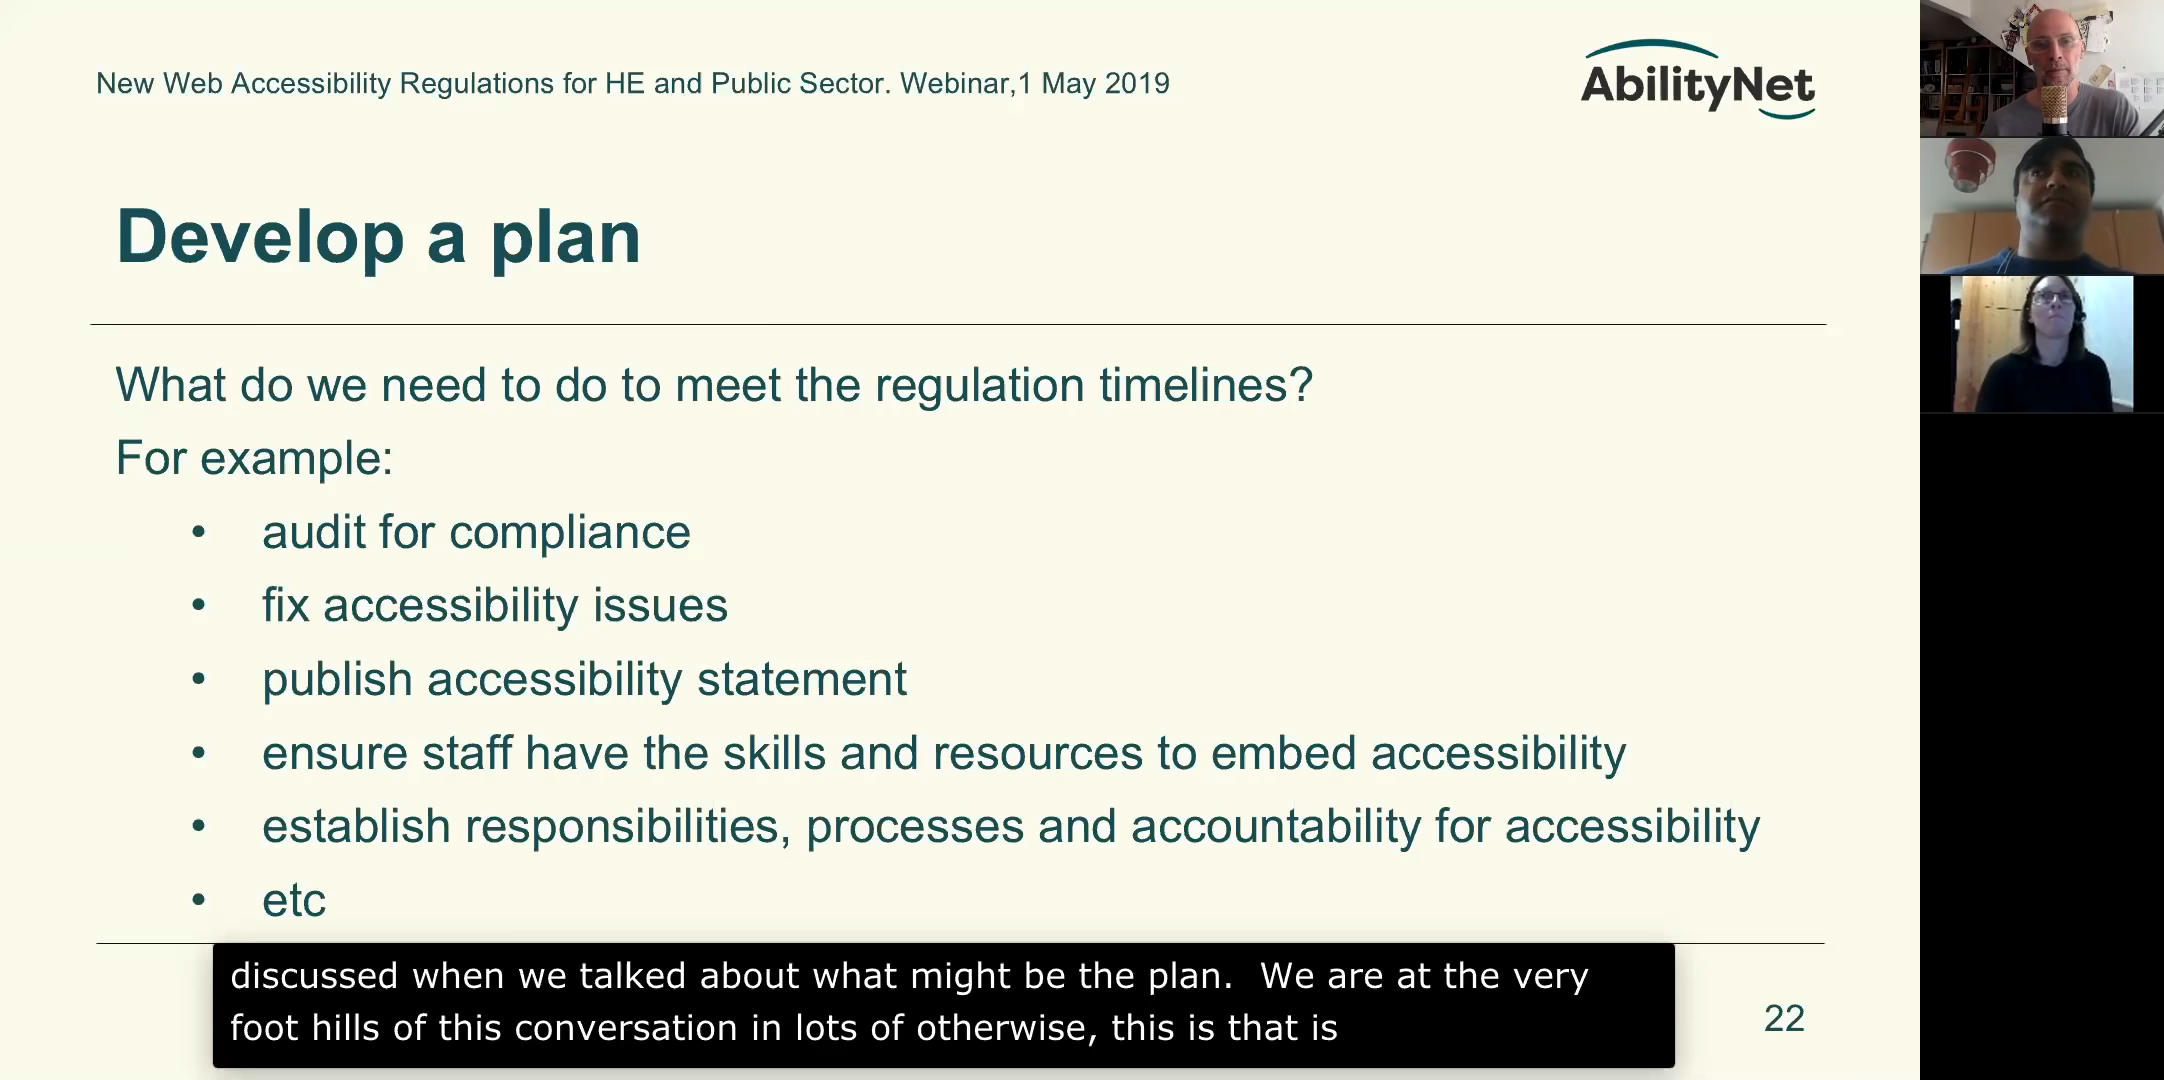 New Web Accessibility Regulations for HE and Public Sector. Webinar,1 May 2019
AbilityNet
Develop a plan
What do we need to do to meet the regulation timelines?
For example:
• audit for compliance
• fix accessibility issues
• publish accessibility statement
• ensure staff have the skills and resources to embed accessibility
• establish responsibilities, processes and accountability for accessibility
• etc
discussed when we talked about what might be the plan.  We are at the very
foot hills of this conversation in lots of otherwise, this is that is
22